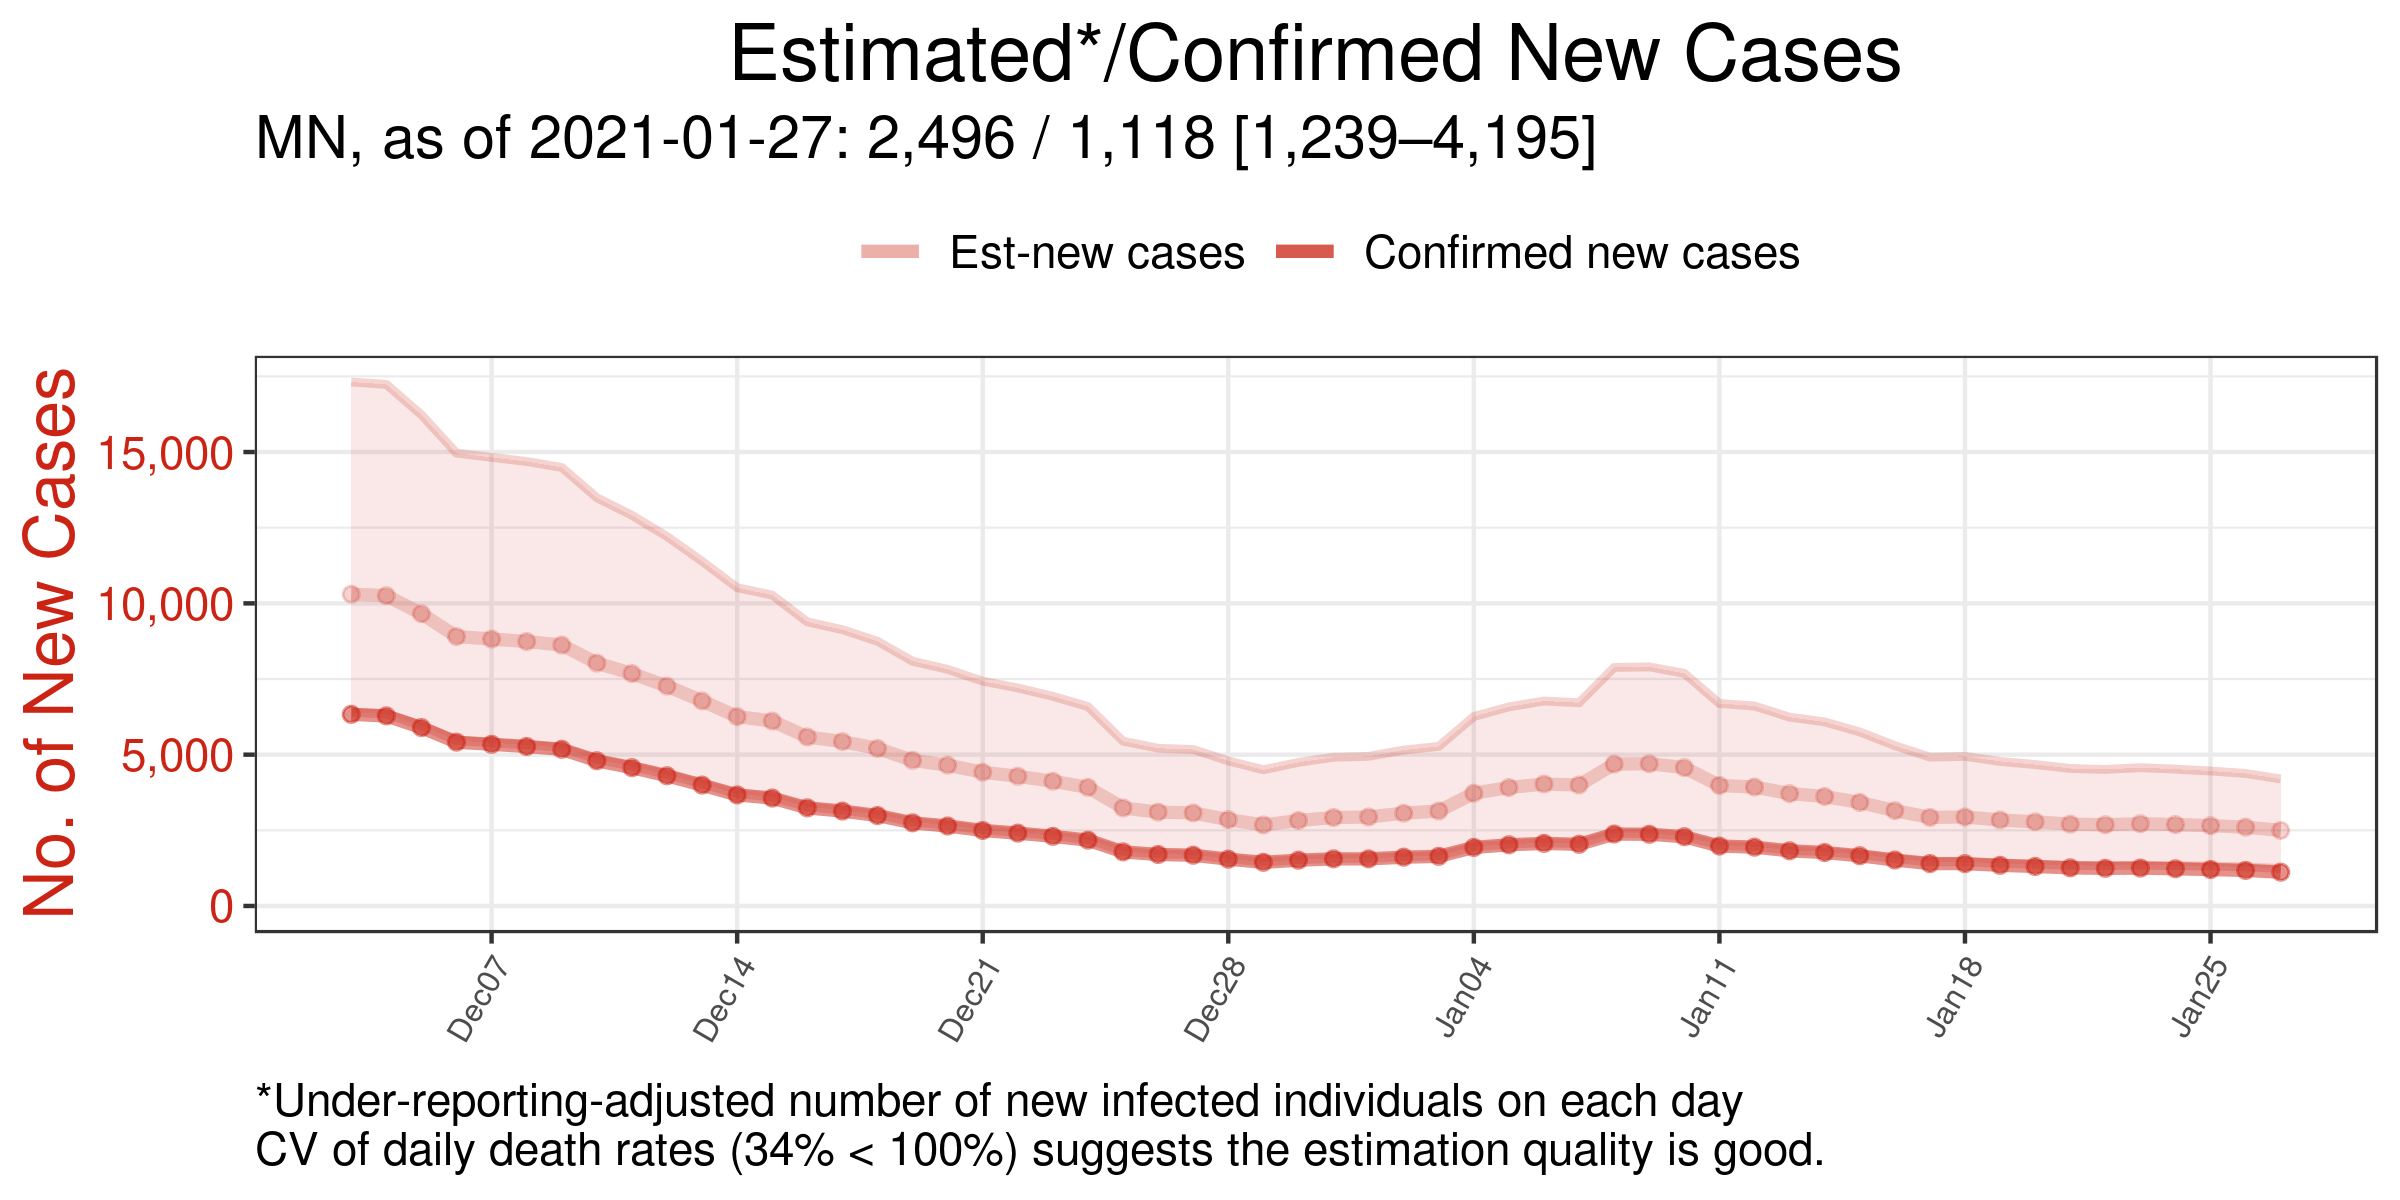 Estimated*/Confirmed New Cases
MN, as of 2021-01-27: 2,496 / 1,118 [1,239–4,195]
Est-new cases
Confirmed new cases
No. of New Cases
15,000
10,000
5,000
0
Dec07
Dec14
Dec21
Dec28
Jan04
Jan11
Jan18
Jan25
*Under-reporting-adjusted number of new infected individuals on each day
CV of daily death rates (34% < 100%) suggests the estimation quality is good.